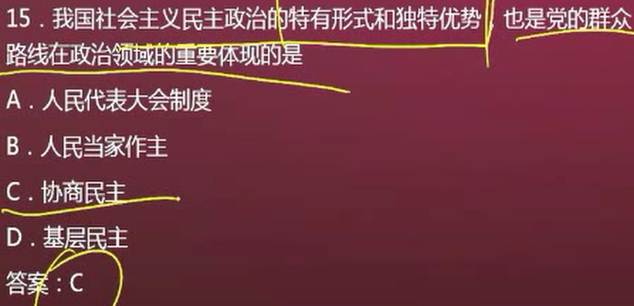 15．我国社会主义民主政治的特有形式和独特优势，也是党的群众
路线在政治领域的重要体现的是
A．人民代表大会制度
B．人民当家作主
C．协商民主
D．基层民主
答案：C